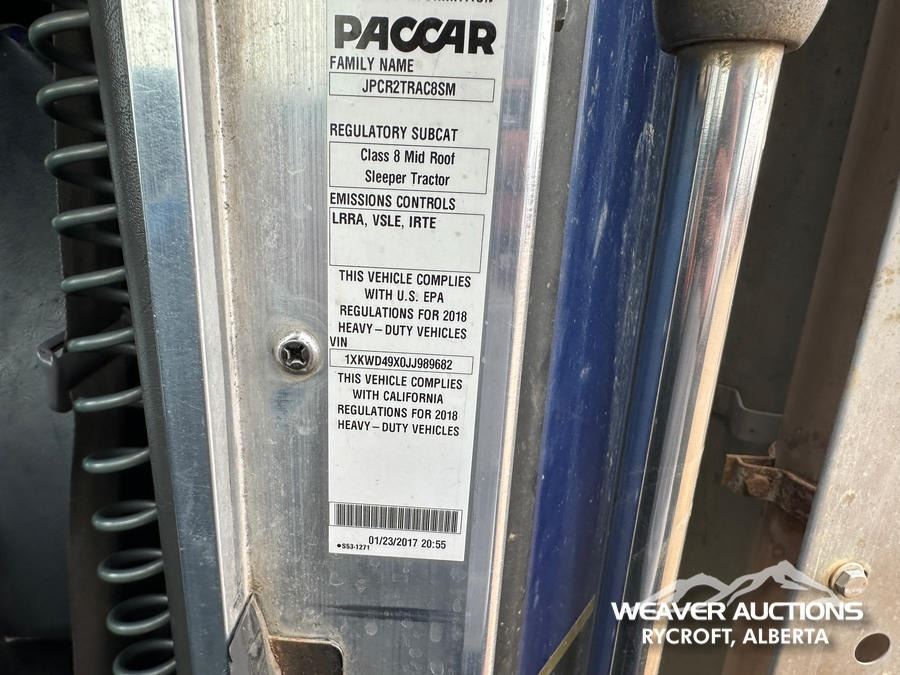 PACCAR
FAMILY NAME
JPCR2TRAC8SM
REGULATORY SUBCAT
Class 8 Mid Roof
Sleeper Tractor
EMISSIONS CONTROLS
LRRA, VSLE, IRTE
THIS VEHICLE COMPLIES
WITH U.S. EPA
REGULATIONS FOR 2018
HEAVY-DUTY VEHICLES
VIN
1XKWD49X0JJ989682
THIS VEHICLE COMPLIES
WITH CALIFORNIA
REGULATIONS FOR 2018
HEAVY-DUTY VEHICLES
01/23/2017 20:55
•S53-1271
WEAVER AUCTIONS
RYCROFT, ALBERTA